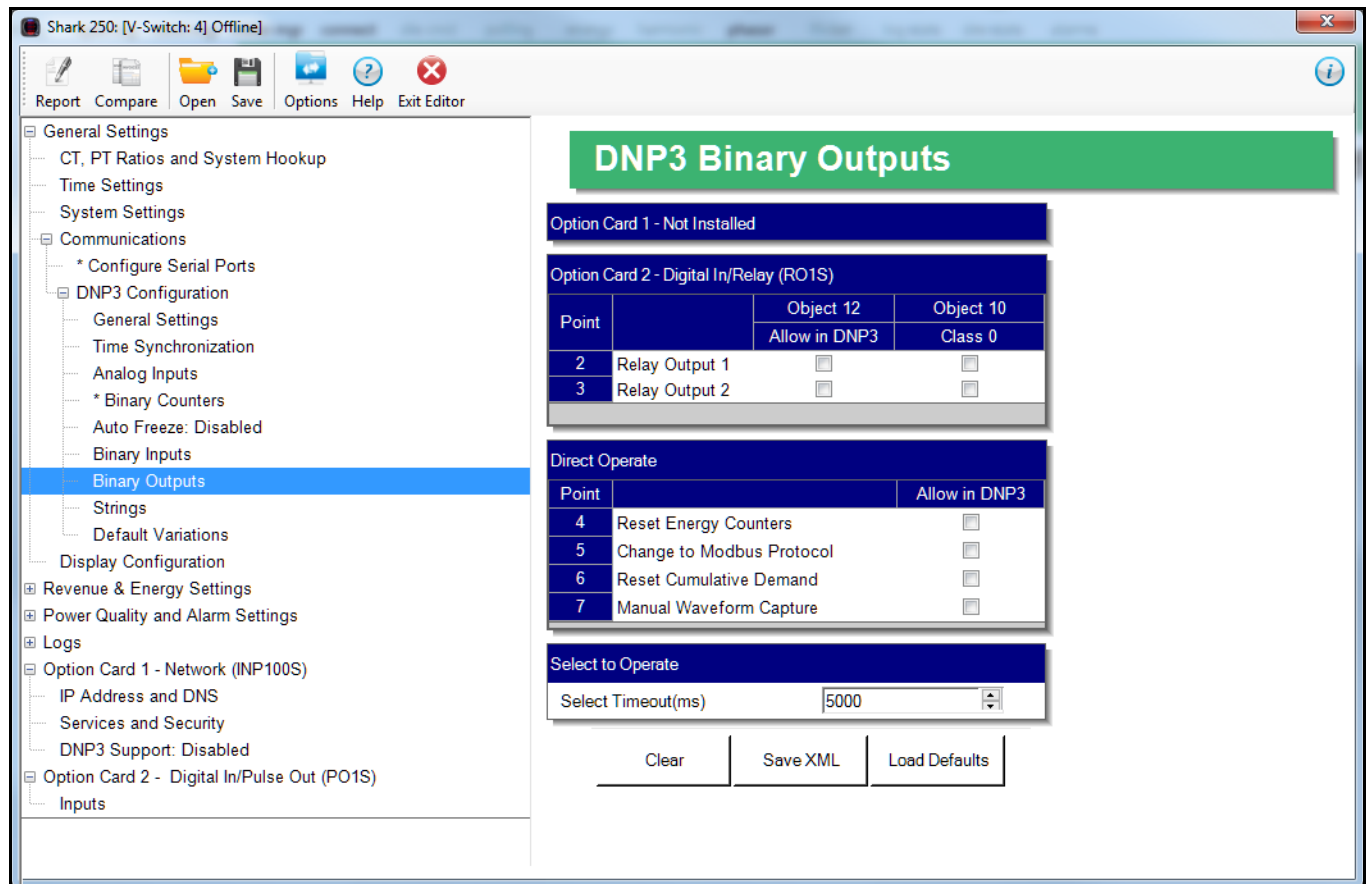 Shark 250: [V-Switch: 4] Offline]
Report Compare Open Save Options Help Exit Editor
General Settings
CT, PT Ratios and System Hookup
Time Settings
System Settings
Communications
* Configure Serial Ports
DNP3 Configuration
General Settings
Time Synchronization
Analog Inputs
* Binary Counters
Auto Freeze: Disabled
Binary Inputs
Binary Outputs
Strings
Default Variations
Display Configuration
Revenue & Energy Settings
Power Quality and Alarm Settings
Logs
Option Card 1 - Network (INP100S)
IP Address and DNS
Services and Security
DNP3 Support: Disabled
Option Card 2 - Digital In/Pulse Out (PO1S)
Inputs
DNP3 Binary Outputs
Option Card 1 - Not Installed
Option Card 2 - Digital In/Relay (RO1S)
Point Object 12 Object 10
Allow in DNP3 Class 0
2 Relay Output 1
3 Relay Output 2
Direct Operate
Point Allow in DNP3
4 Reset Energy Counters
5 Change to Modbus Protocol
6 Reset Cumulative Demand
7 Manual Waveform Capture
Select to Operate
Select Timeout(ms) 5000
Clear Save XML Load Defaults